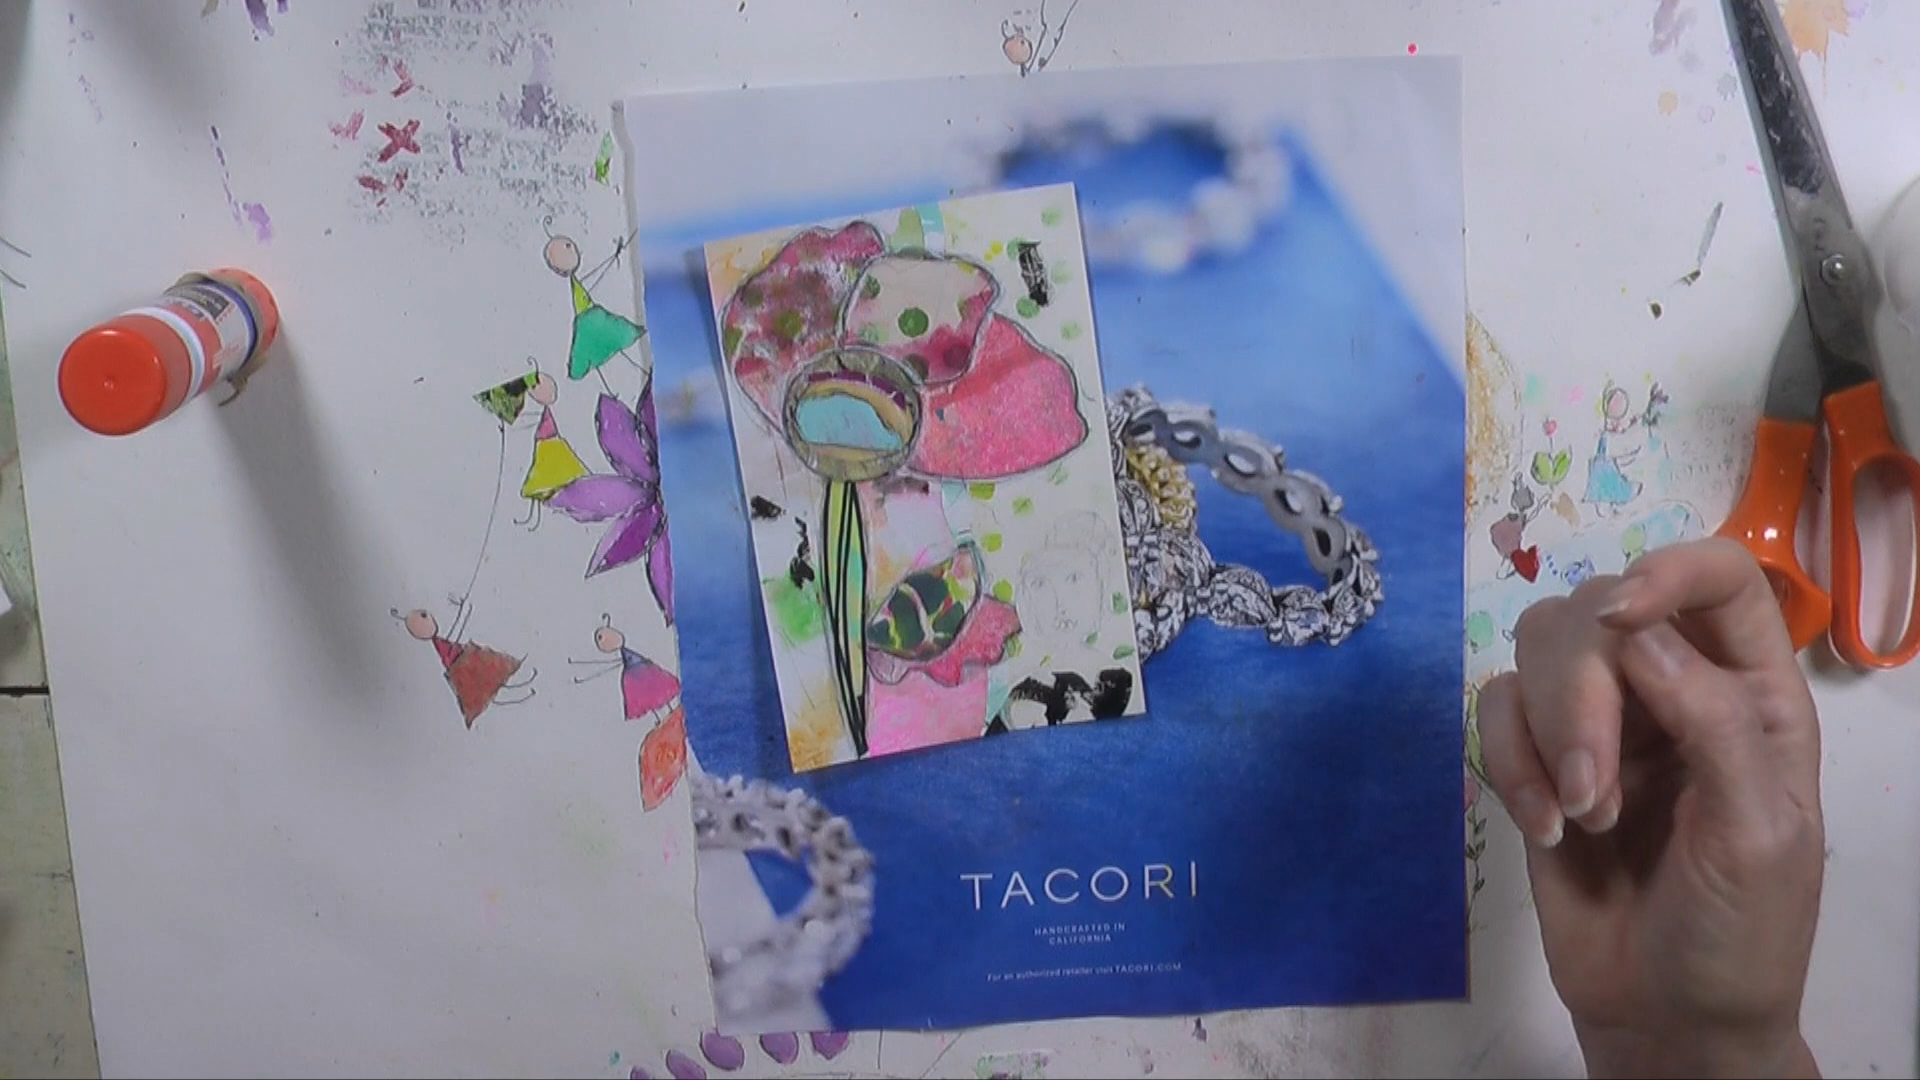 TACORI
HANDCRAFTED IN
CALIFORNIA
For an authorized retailer visit TACORI.COM